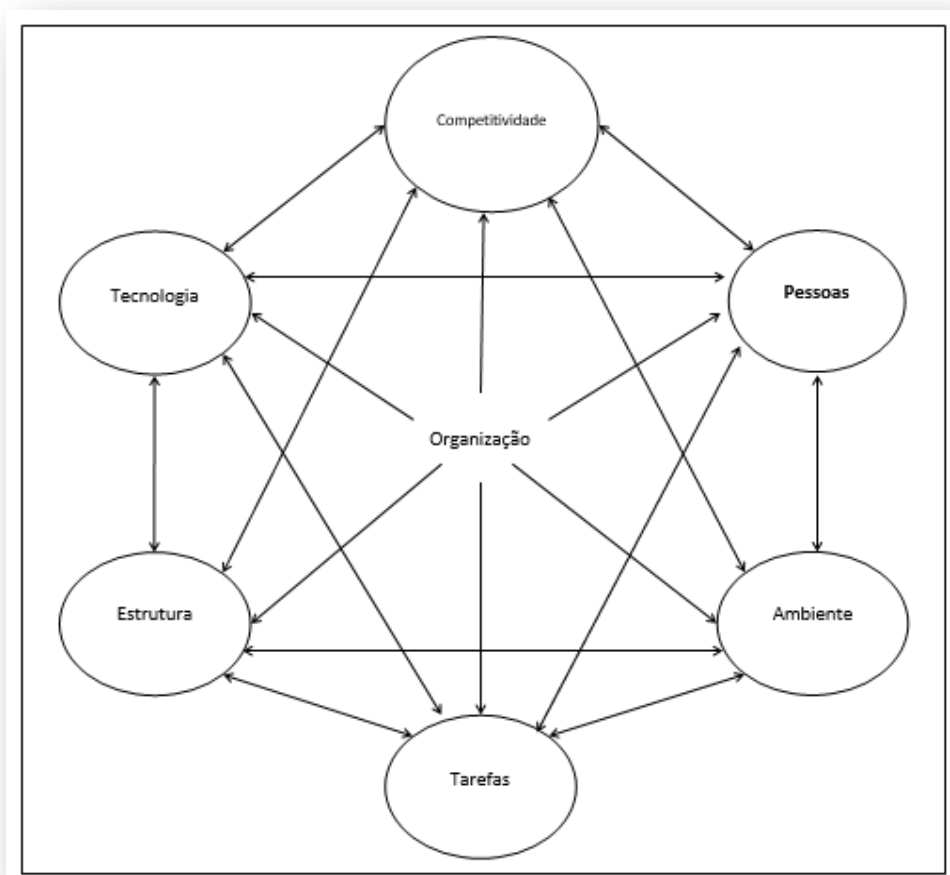 Competitividade
Tecnologia
Pessoas
Organização
Estrutura
Ambiente
Tarefas